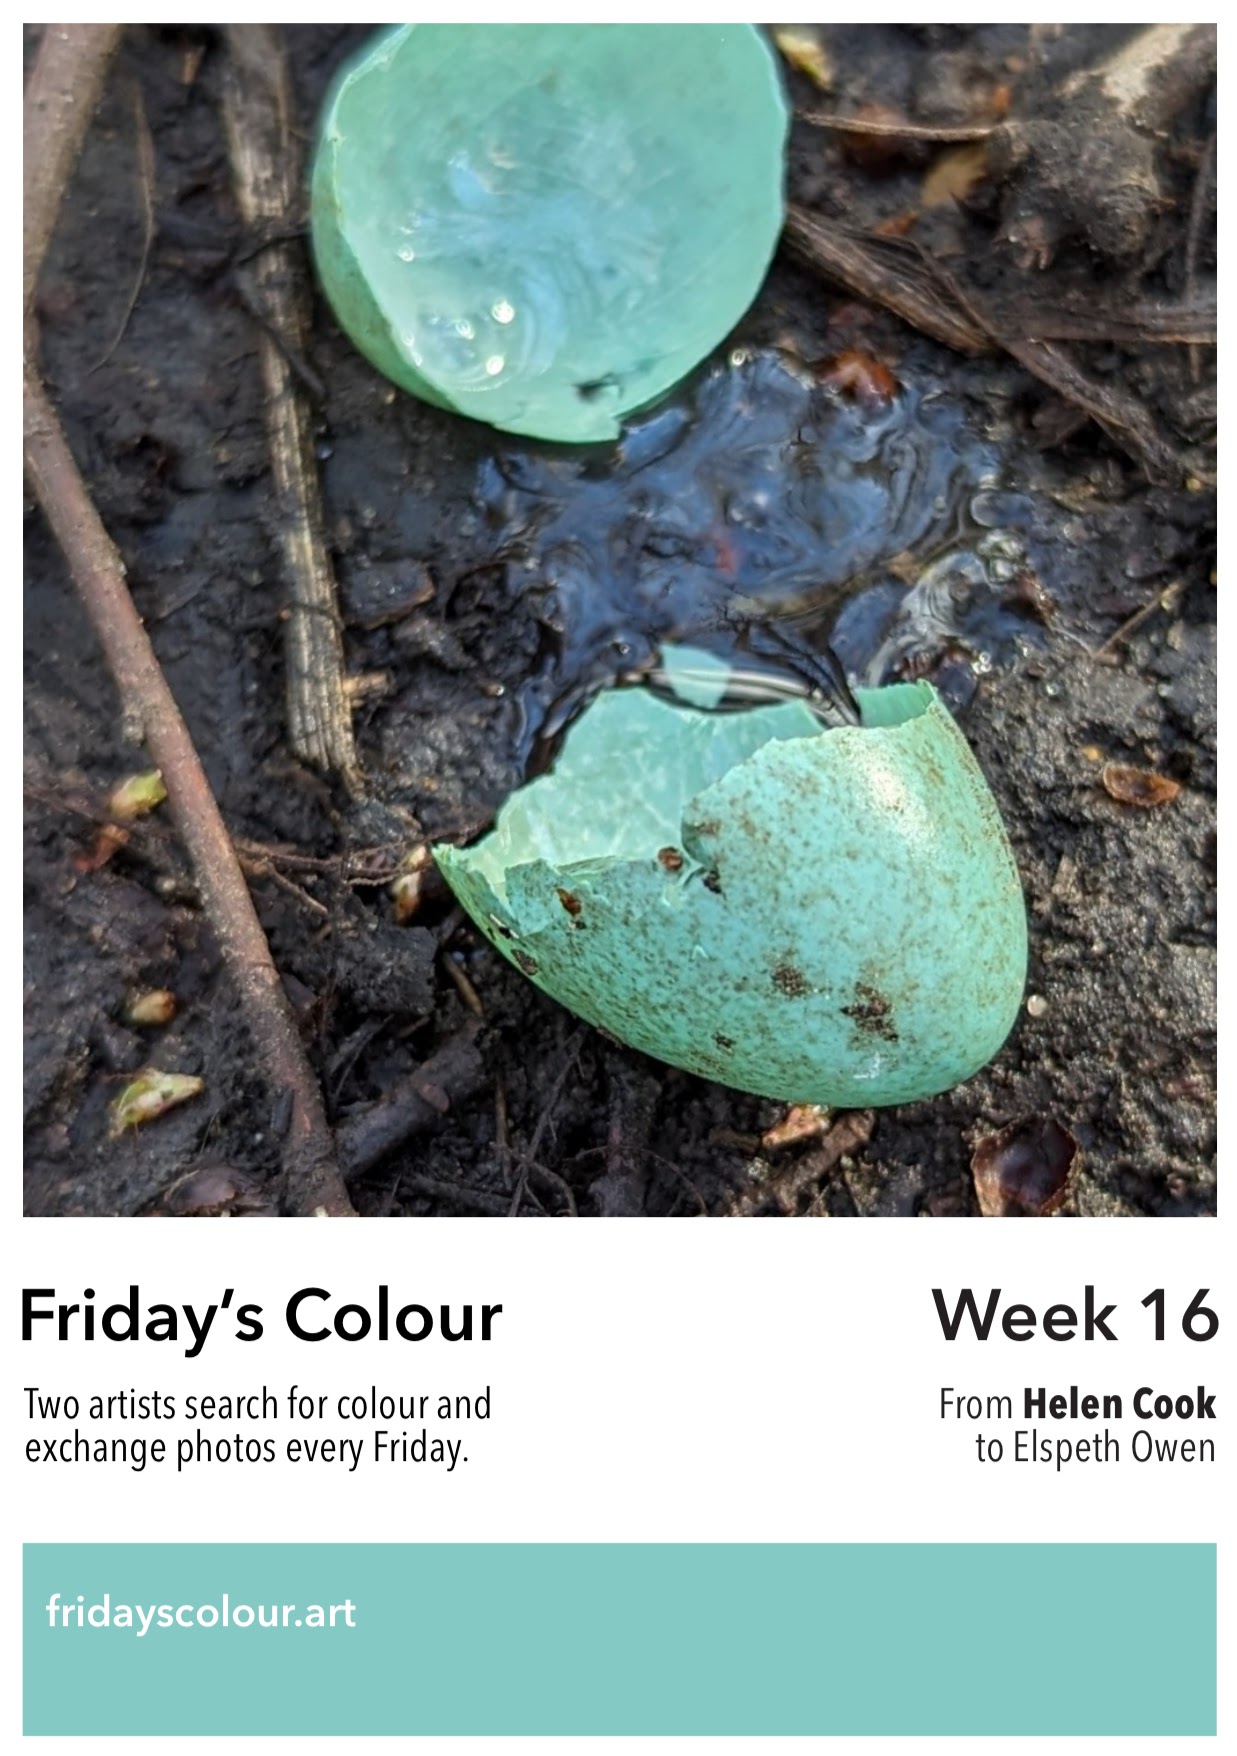 Friday’s Colour
Two artists search for colour and
exchange photos every Friday.
Week 16
From Helen Cook
to Elspeth Owen
fridayscolour.art